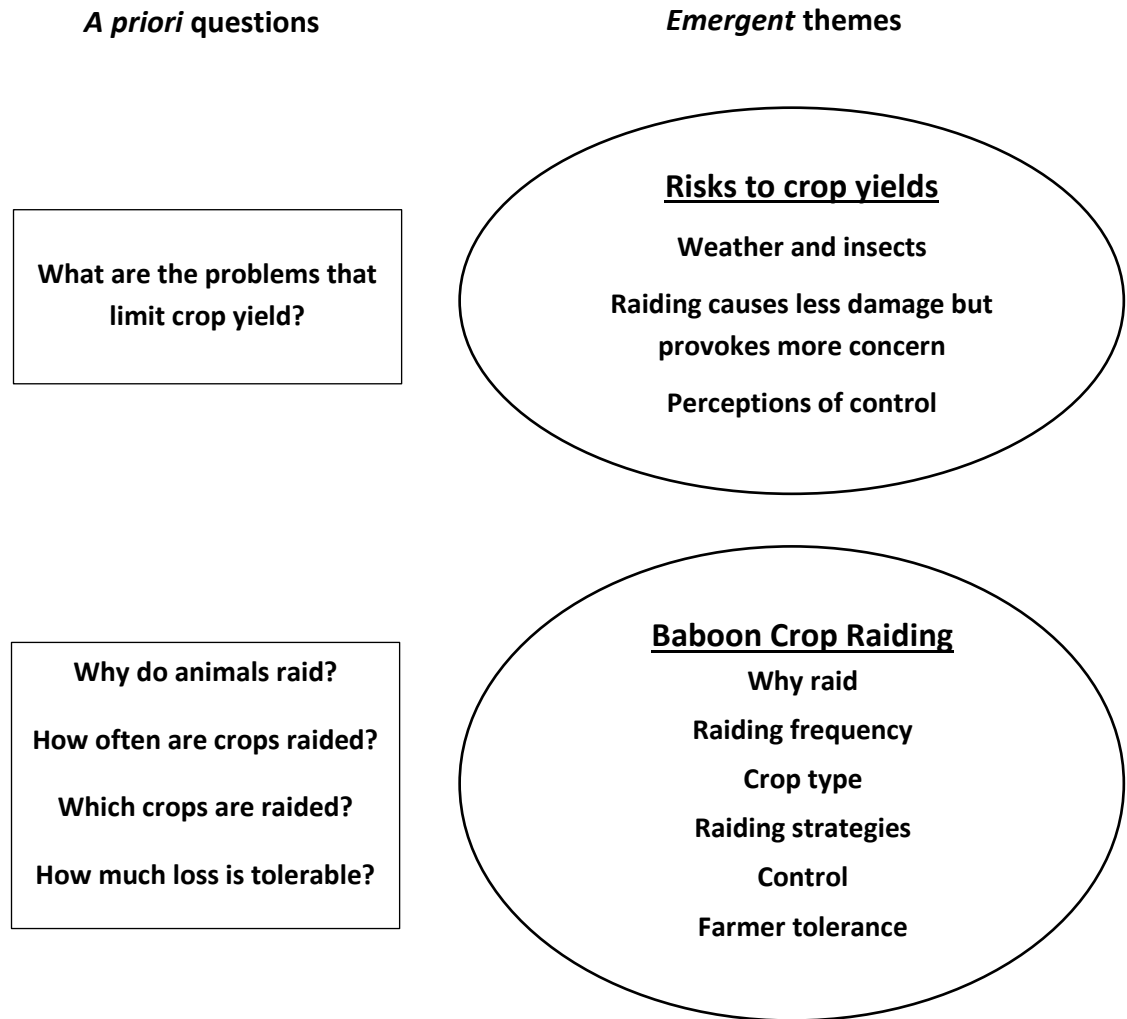 A priori questions
Emergent themes
What are the problems that
limit crop yield?
Risks to crop yields
Weather and insects
Raiding causes less damage but
provokes more concern
Perceptions of control
Why do animals raid?
How often are crops raided?
Which crops are raided?
How much loss is tolerable?
Baboon Crop Raiding
Why raid
Raiding frequency
Crop type
Raiding strategies
Control
Farmer tolerance